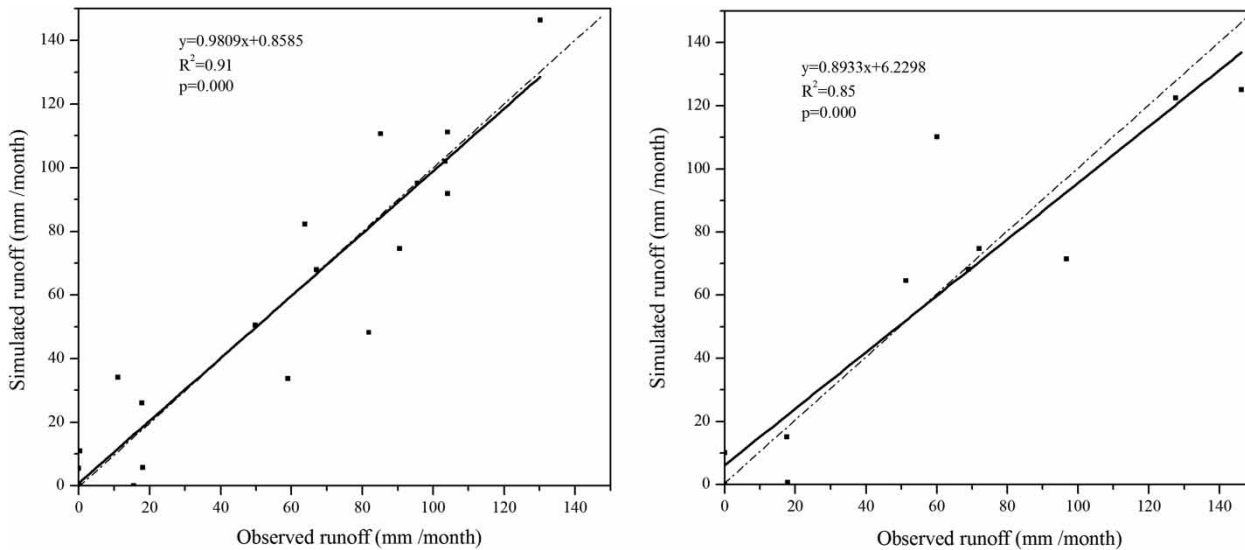 140
120
100
80
60
40
20
0
Simulated runoff (mm /month)
y=0.9809x+0.8585
R²=0.91
p=0.000
0 20 40 60 80 100 120 140
Observed runoff (mm /month)
140
120
100
80
60
40
20
0
Simulated runoff (mm /month)
y=0.8933x+6.2298
R²=0.85
p=0.000
0 20 40 60 80 100 120 140
Observed runoff (mm /month)